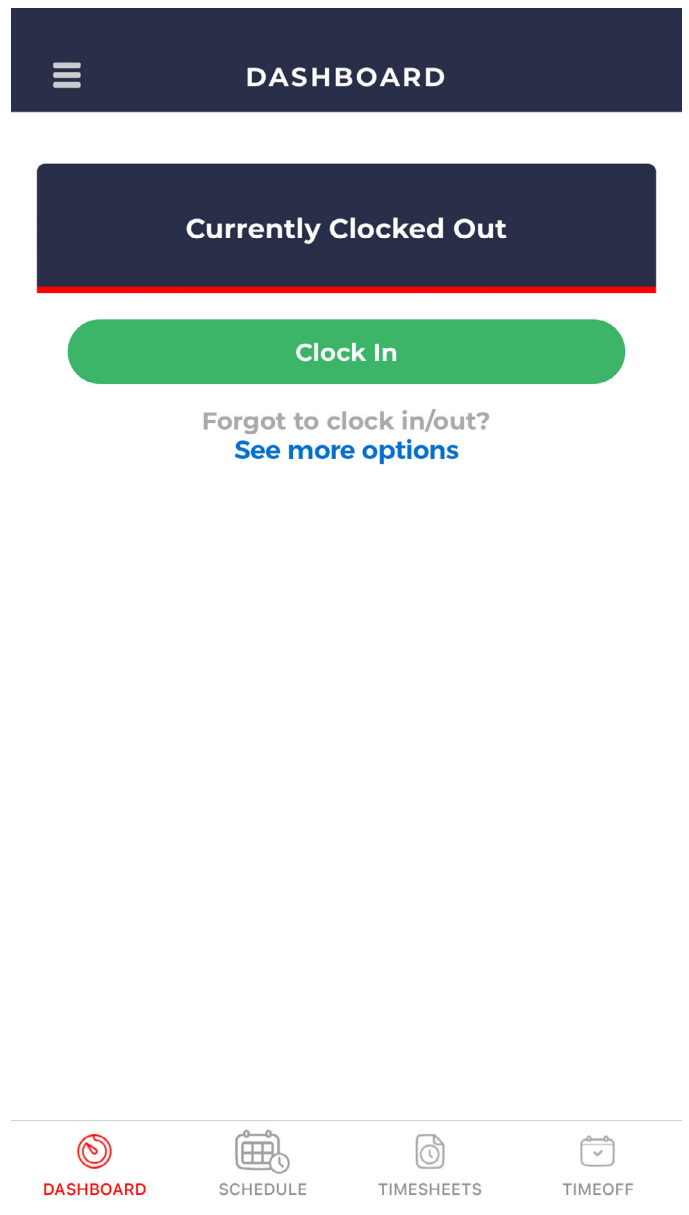 DASHBOARD
Currently Clocked Out
Clock In
Forgot to clock in/out?
See more options
DASHBOARD
SCHEDULE
TIMESHEETS
TIMEOFF